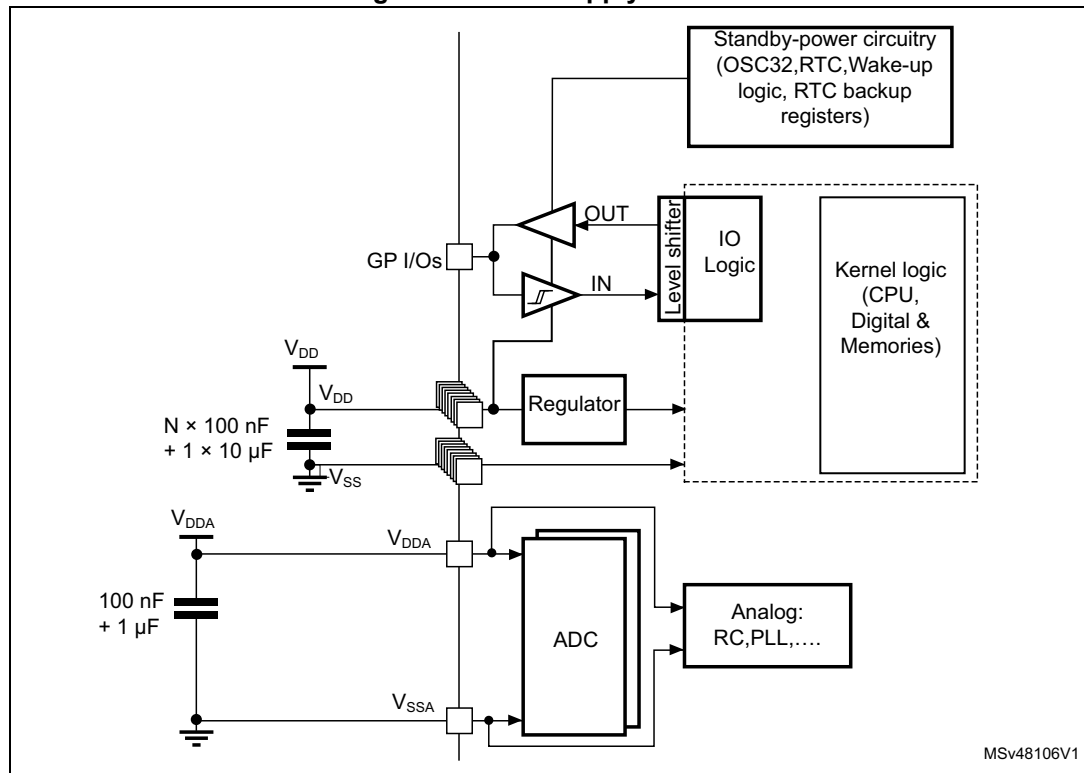 Standby-power circuitry
(OSC32,RTC,Wake-up
logic, RTC backup
registers)
OUT
GP I/Os
IN
Level shifter
IO
Logic
Kernel logic
(CPU,
Digital &
Memories)
VDD
VDD
N × 100 nF
+ 1 × 10 µF
Regulator
VSS
VDDA
VDDA
100 nF
+ 1 µF
ADC
Analog:
RC,PLL,....
VSSA
MSv48106V1